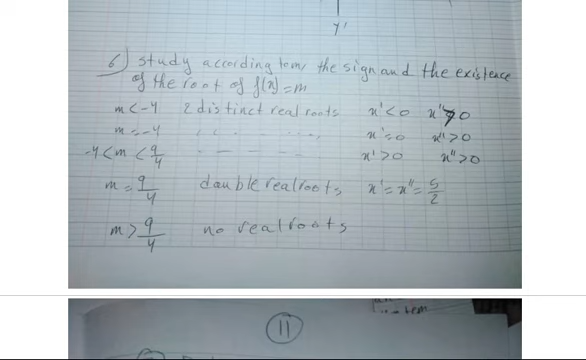 y'
6) study according to m, the sign and the existence
of the root of f(x)=m
m<-4 2 distinct real roots x'<0 x">0
m=-4 x'=0 x">0
-4<m<9/4 x'>0 x">0
m=9/4 double real roots x'=x"=5/2
m>9/4 no real roots
11